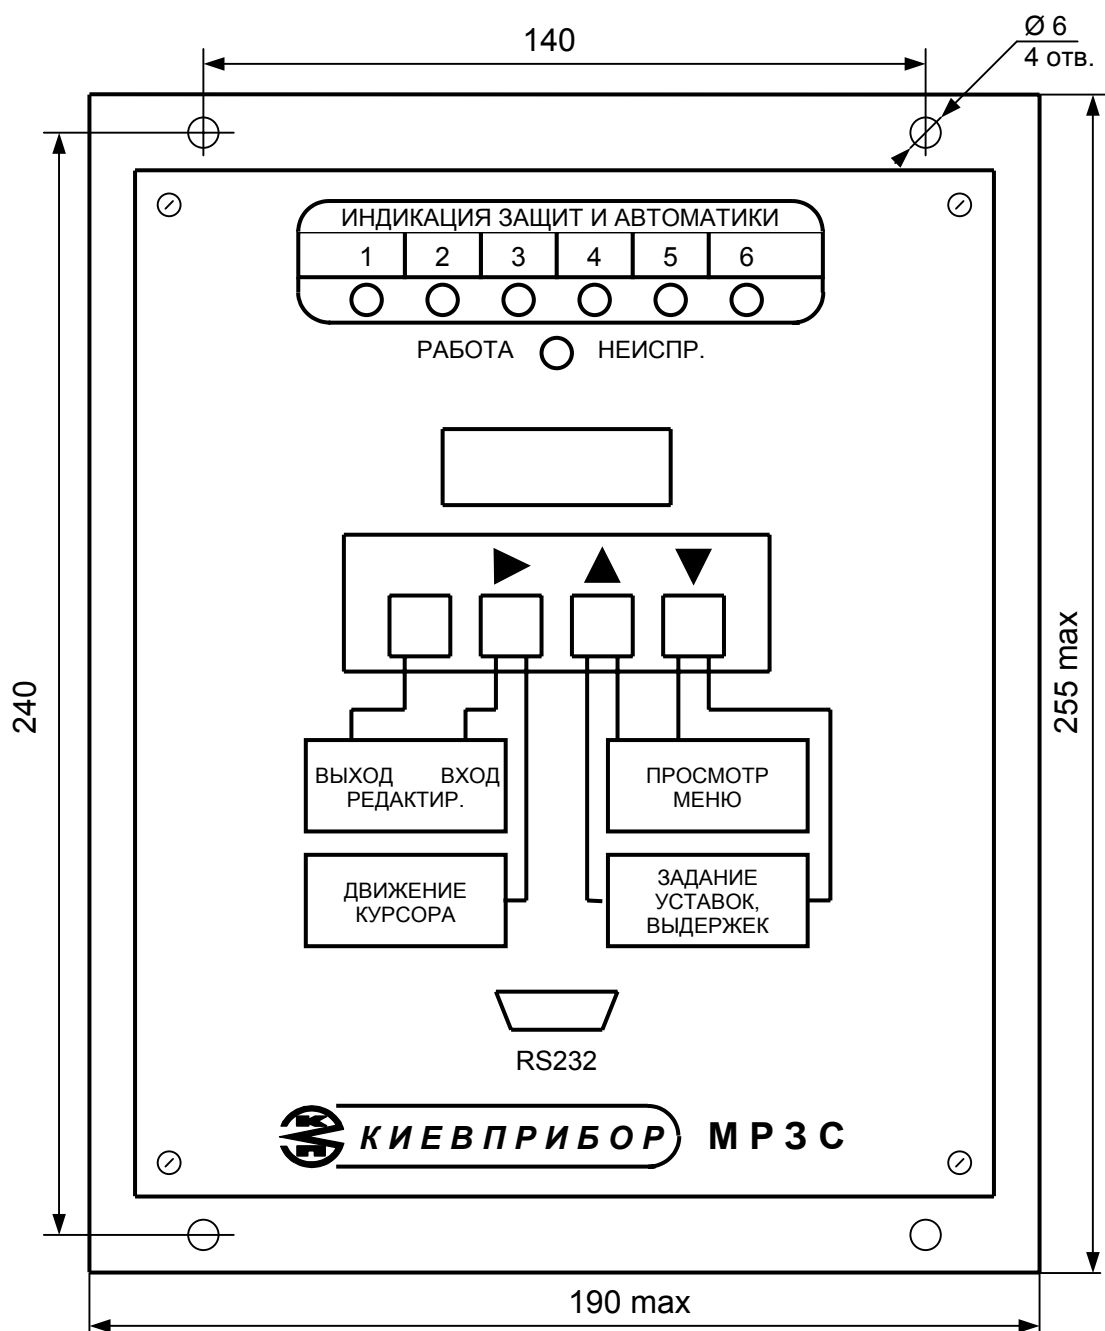 140
Ø 6
4 отв.
ИНДИКАЦИЯ ЗАЩИТ И АВТОМАТИКИ
1 2 3 4 5 6
РАБОТА НЕИСПР.
240
255 max
ВЫХОД ВХОД
РЕДАКТИР.
ПРОСМОТР
МЕНЮ
ДВИЖЕНИЕ
КУРСОРА
ЗАДАНИЕ
УСТАВОК,
ВЫДЕРЖЕК
RS232
КП
КИЕВПРИБОР МРЗС
190 max